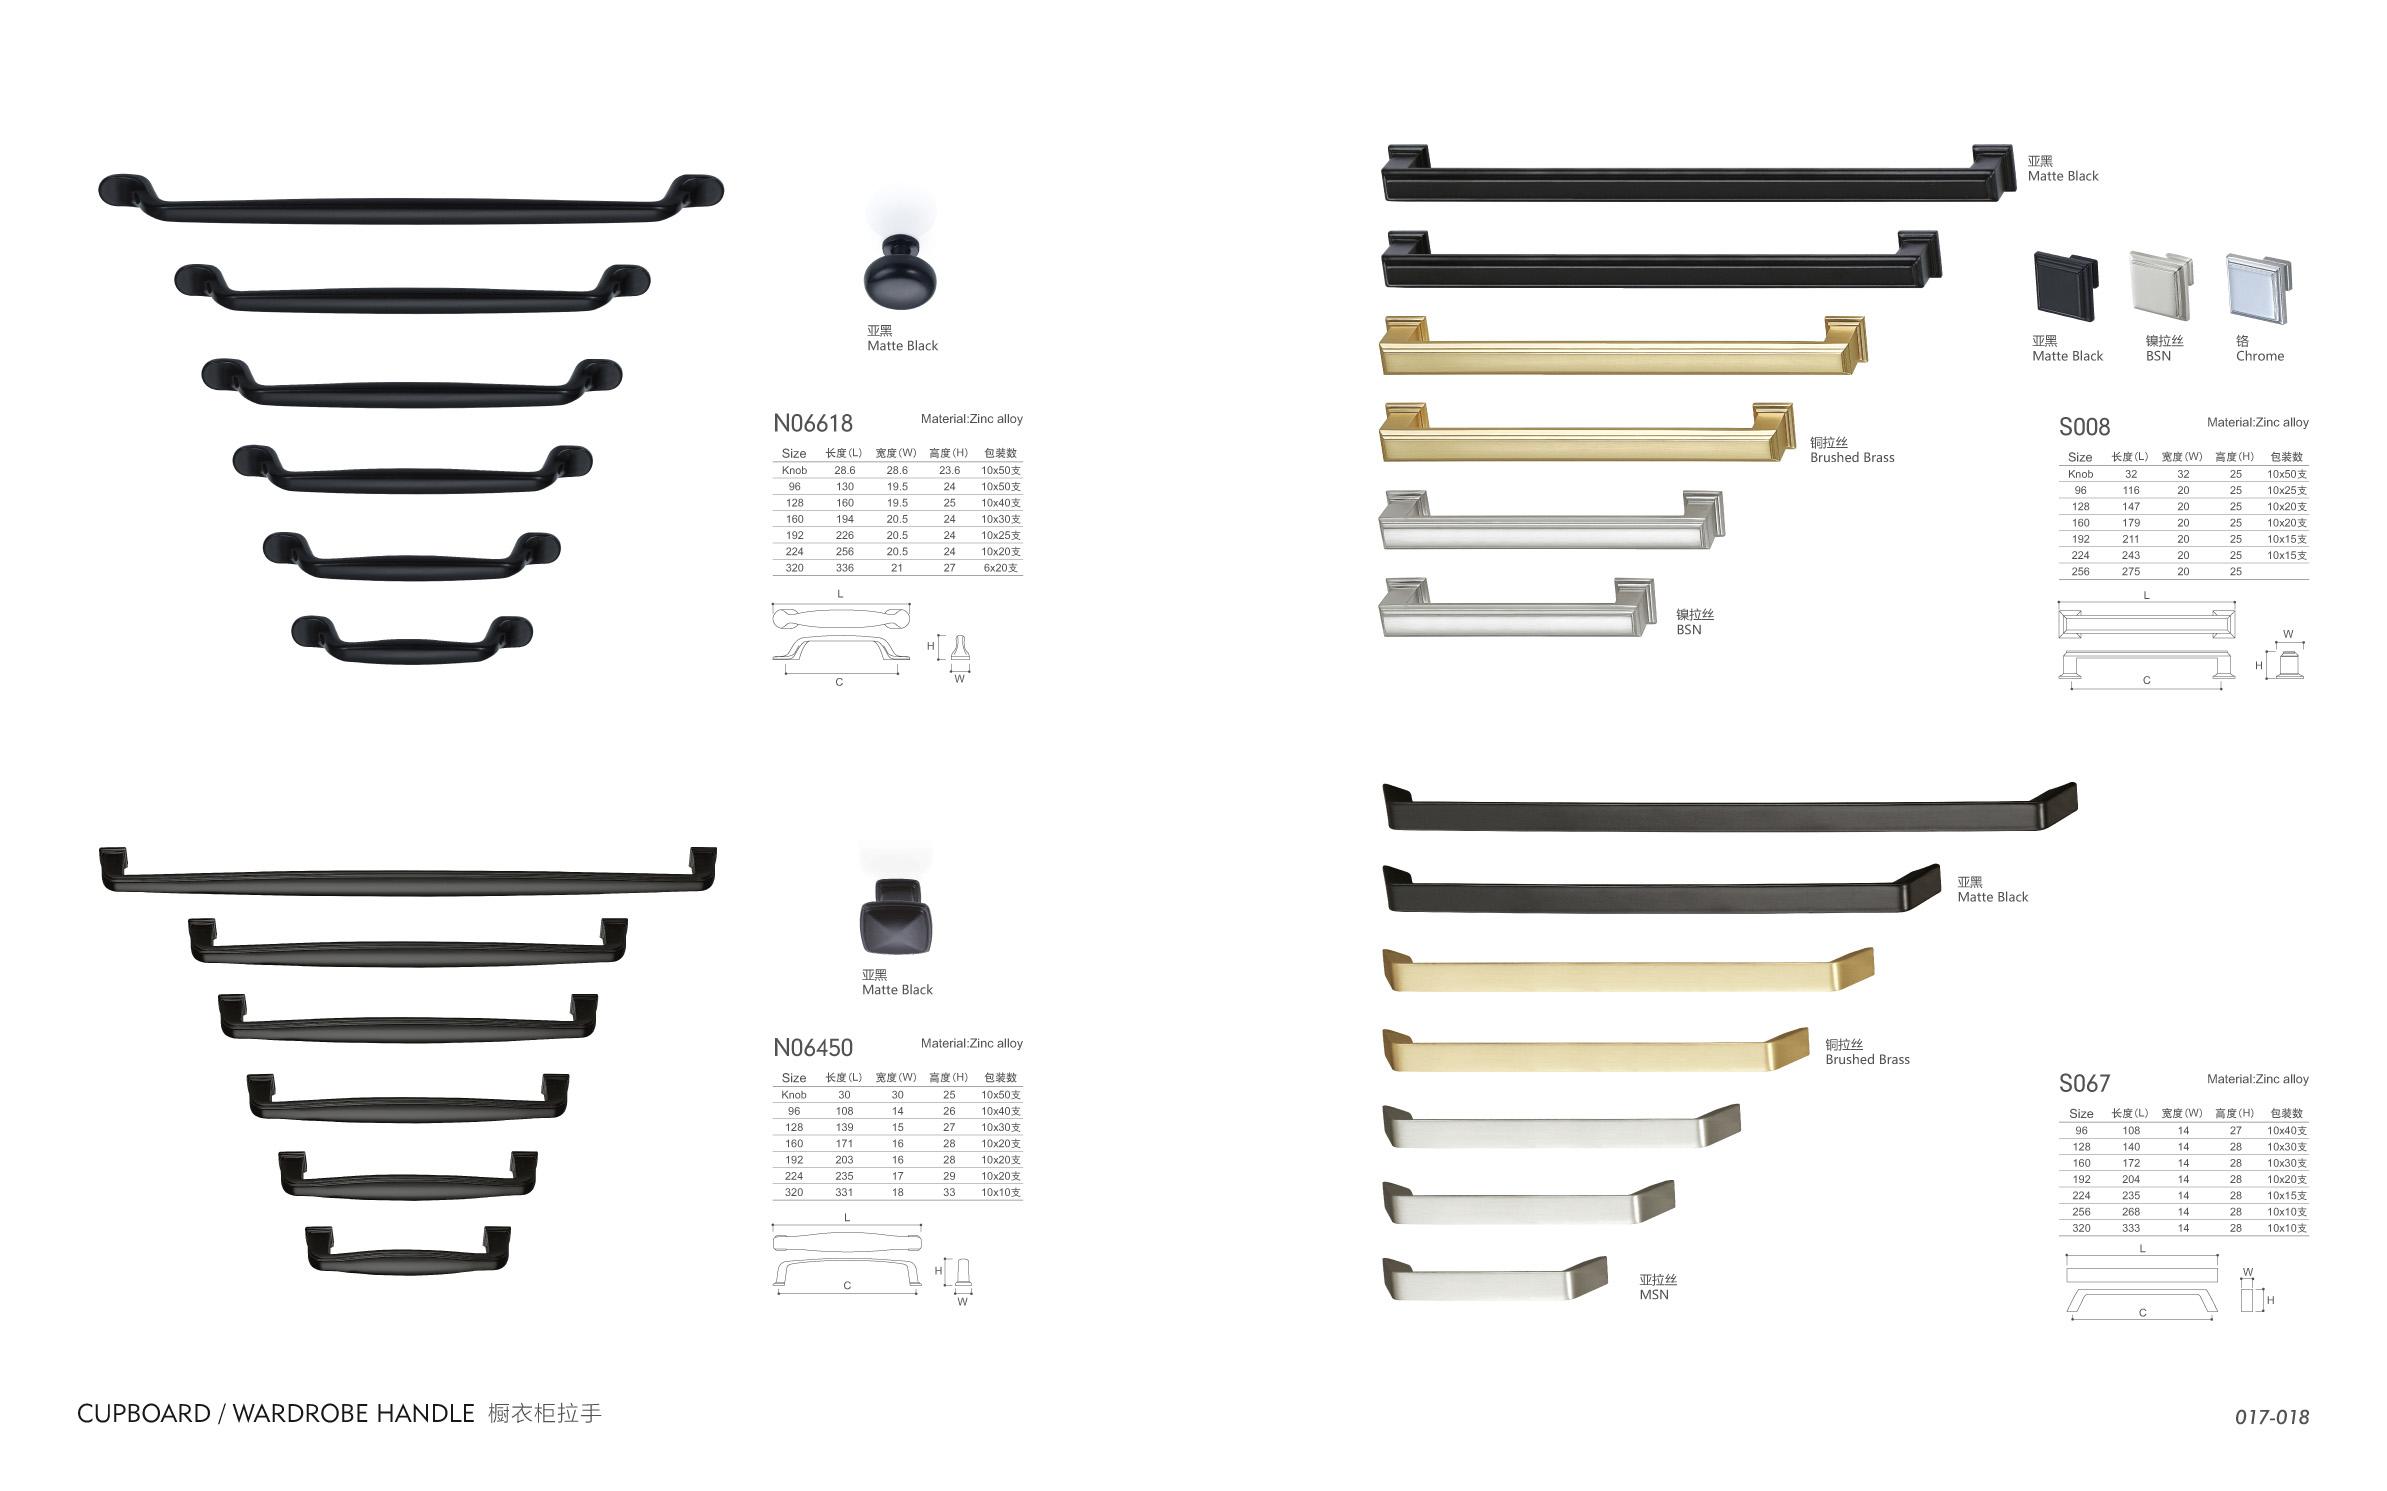 亚黑
Matte Black
N06618 Material:Zinc alloy
Size 长度(L) 宽度(W) 高度(H) 包装数
Knob 28.6 28.6 23.6 10x50支
96 130 19.5 24 10x50支
128 160 19.5 25 10x40支
160 194 20.5 24 10x30支
192 226 20.5 24 10x25支
224 256 20.5 24 10x20支
320 336 21 27 6x20支
L
H
C
W
亚黑
Matte Black
N06450 Material:Zinc alloy
Size 长度(L) 宽度(W) 高度(H) 包装数
Knob 30 30 25 10x50支
96 108 14 26 10x40支
128 139 15 27 10x30支
160 171 16 28 10x20支
192 203 16 28 10x20支
224 235 17 29 10x20支
320 331 18 33 10x10支
L
H
C
W
亚黑
Matte Black
亚黑
Matte Black
镍拉丝
BSN
铬
Chrome
铜拉丝
Brushed Brass
镍拉丝
BSN
S008 Material:Zinc alloy
Size 长度(L) 宽度(W) 高度(H) 包装数
Knob 32 32 25 10x50支
96 116 20 25 10x25支
128 147 20 25 10x20支
160 179 20 25 10x20支
192 211 20 25 10x15支
224 243 20 25 10x15支
256 275 20 25
L
W
H
C
亚黑
Matte Black
铜拉丝
Brushed Brass
亚拉丝
MSN
S067 Material:Zinc alloy
Size 长度(L) 宽度(W) 高度(H) 包装数
96 108 14 27 10x40支
128 140 14 28 10x30支
160 172 14 28 10x30支
192 204 14 28 10x20支
224 235 14 28 10x15支
256 268 14 28 10x10支
320 333 14 28 10x10支
L
W
H
C
CUPBOARD / WARDROBE HANDLE 橱衣柜拉手
017-018